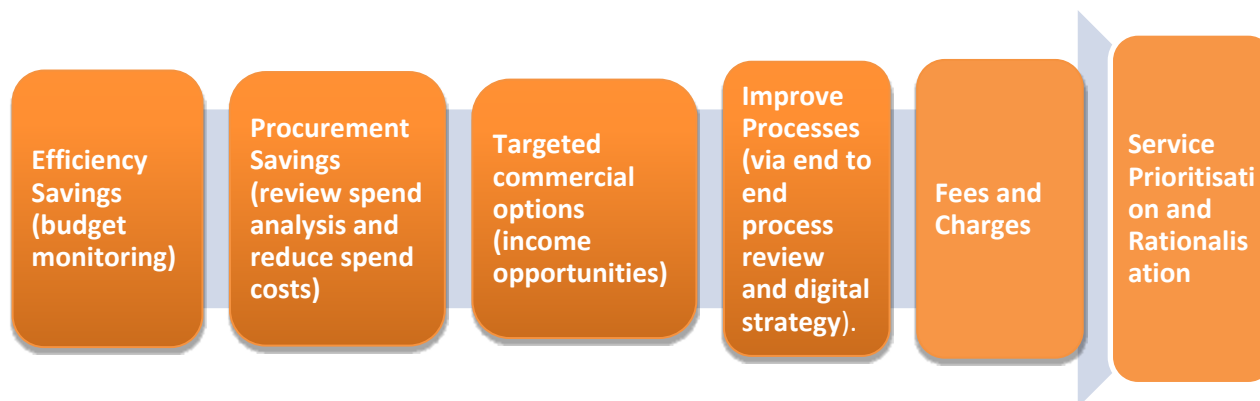 Efficiency
Savings
(budget
monitoring)
Procurement
Savings
(review spend
analysis and
reduce spend
costs)
Targeted
commercial
options
(income
opportunities)
Improve
Processes
(via end to
end
process
review
and digital
strategy).
Fees and
Charges
Service
Prioritisati
on and
Rationalis
ation